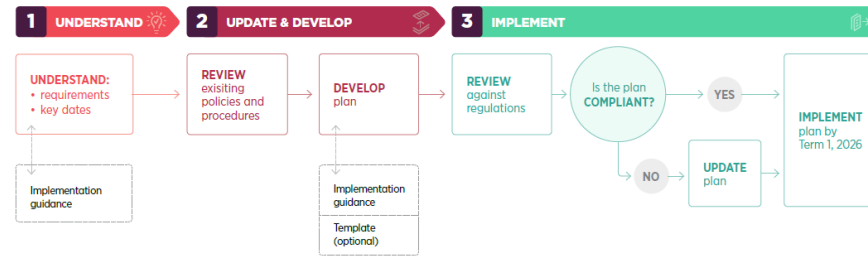 1 UNDERSTAND
2 UPDATE & DEVELOP
3 IMPLEMENT
UNDERSTAND:
• requirements
• key dates
Implementation
guidance
REVIEW
exisiting
policies and
procedures
DEVELOP
plan
Implementation
guidance
Template
(optional)
REVIEW
against
regulations
Is the plan
COMPLIANT?
YES
NO
UPDATE
plan
IMPLEMENT
plan by
Term 1, 2026